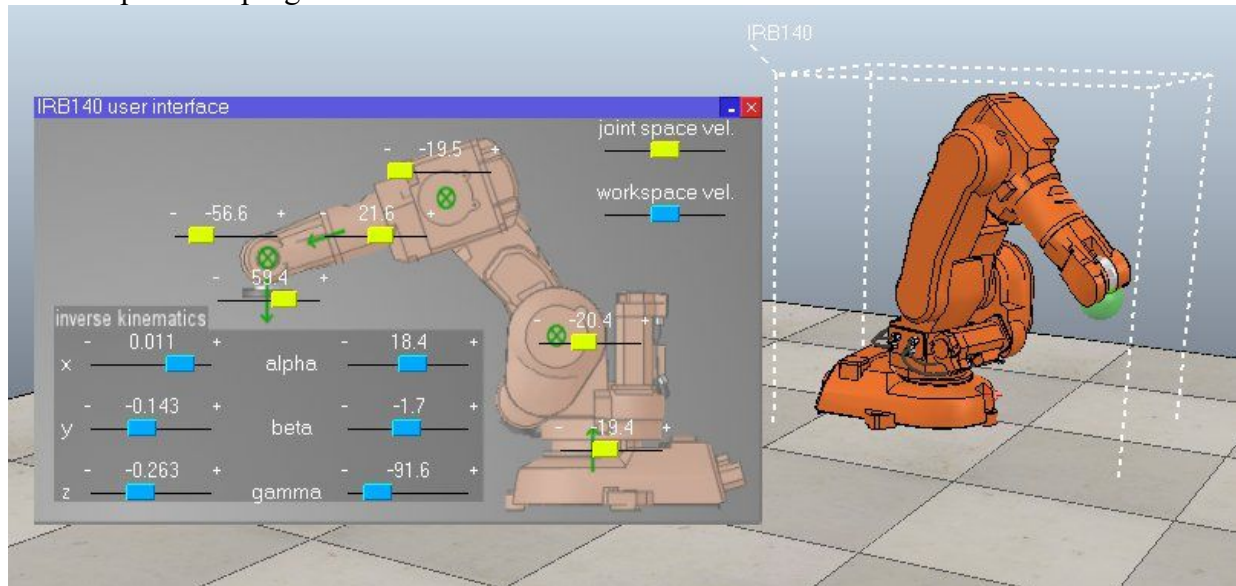 IRB140
IRB140 user interface
joint space vel.
- -19.5 +
workspace vel.
- -56.6 +
- 21.6 +
- 59.4 +
- -20.4 +
inverse kinematics
x - 0.011 + alpha - 18.4 +
y - -0.143 + beta - -1.7 +
- -19.4 +
z - -0.263 + gamma - -91.6 +